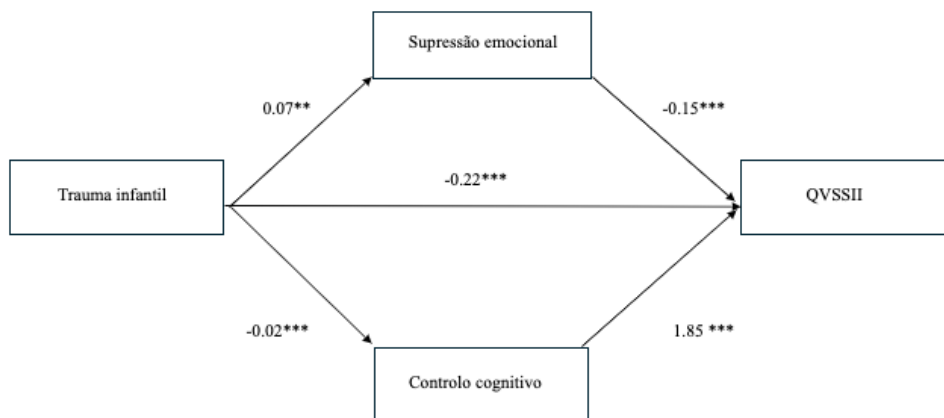 Supressão emocional
0.07**
-0.15***
Trauma infantil
-0.22***
QVSSII
-0.02***
1.85 ***
Controlo cognitivo